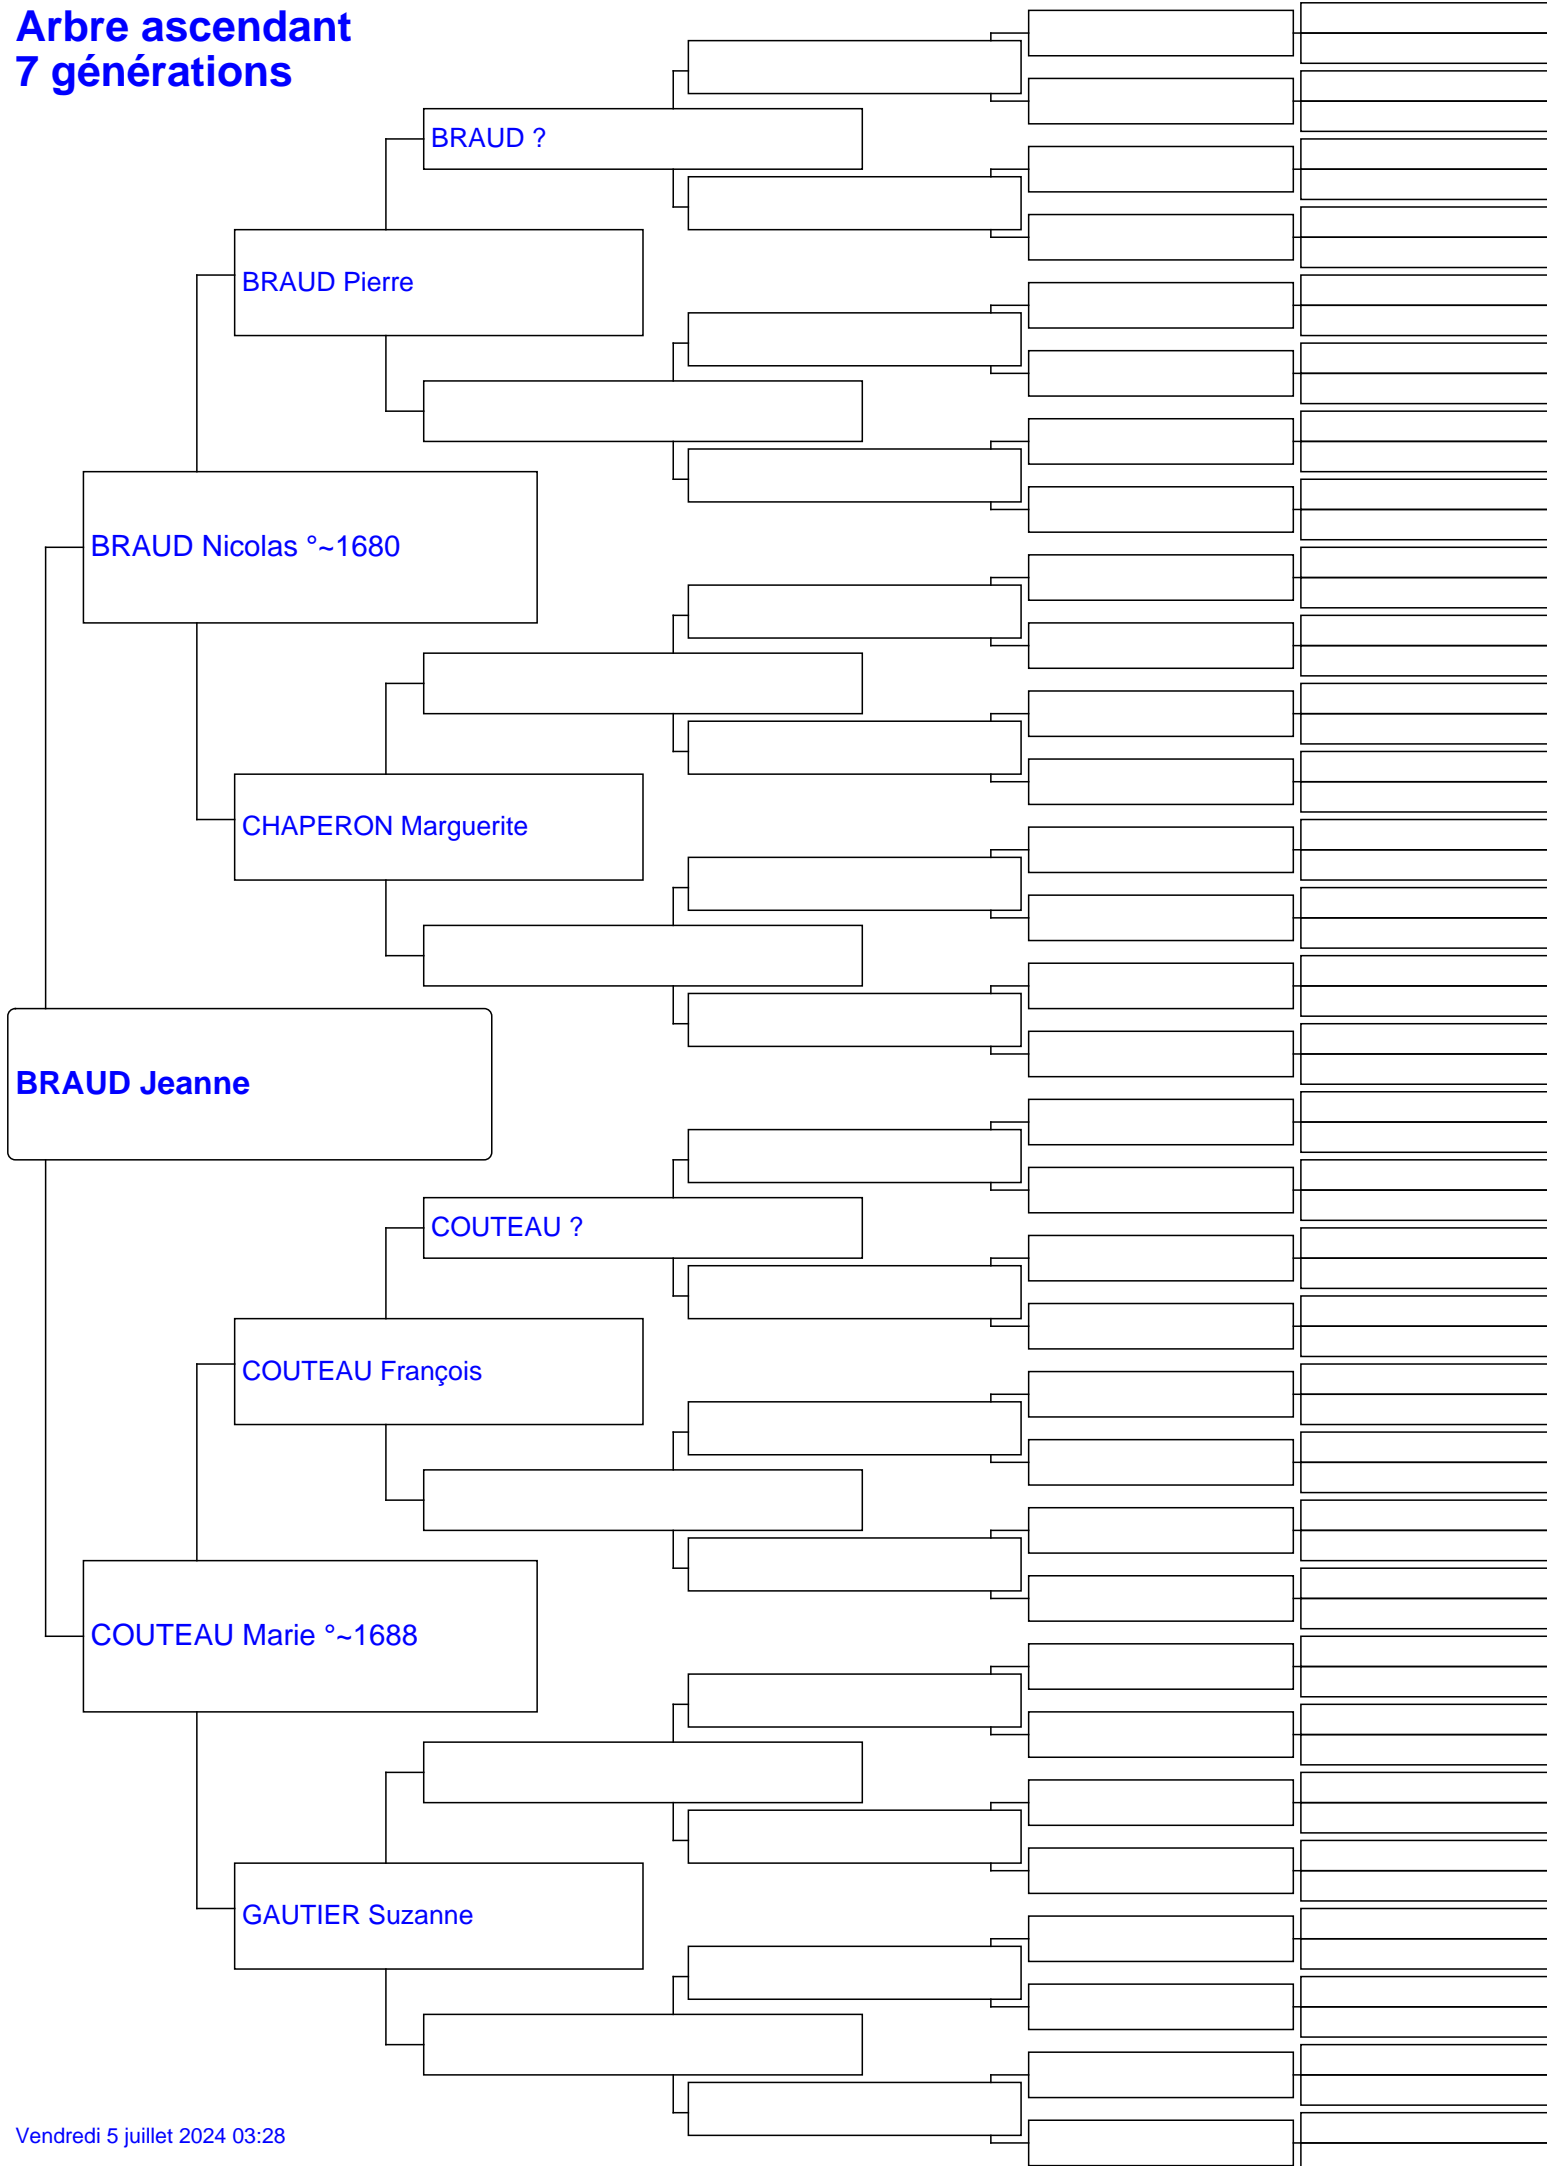 Arbre ascendant
7 générations
BRAUD ?
BRAUD Pierre
BRAUD Nicolas °~1680
CHAPERON Marguerite
BRAUD Jeanne
COUTEAU ?
COUTEAU François
COUTEAU Marie °~1688
GAUTIER Suzanne
Vendredi 5 juillet 2024 03:28